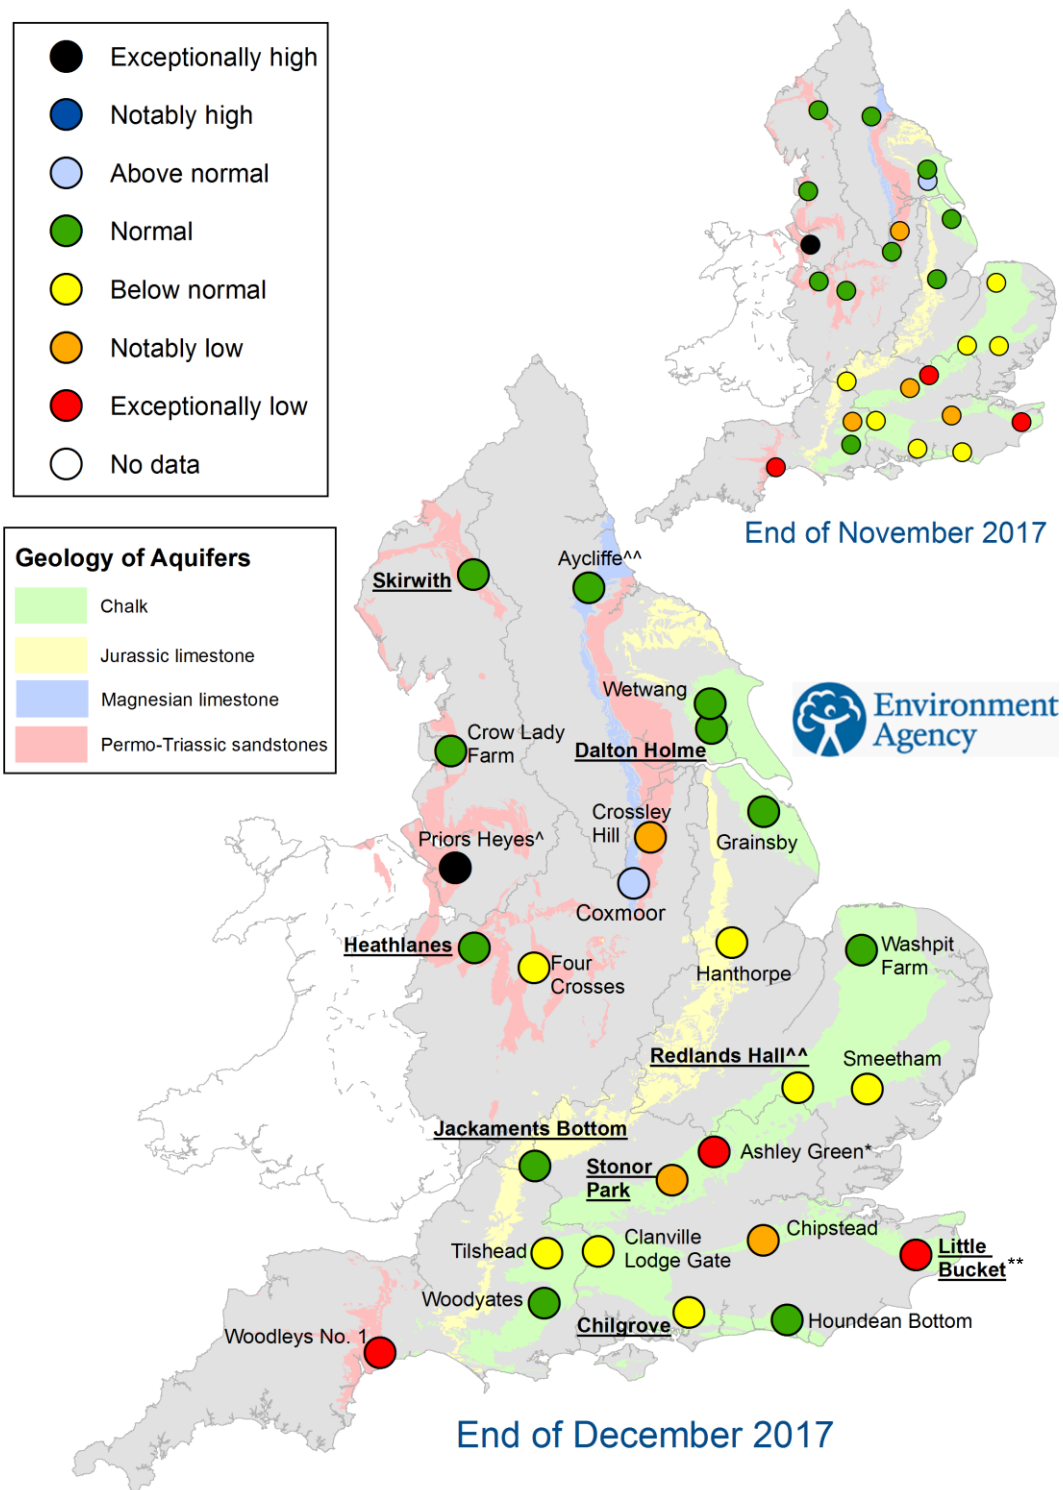 Exceptionally high
Notably high
Above normal
Normal
Below normal
Notably low
Exceptionally low
No data
End of November 2017
Geology of Aquifers
Chalk
Jurassic limestone
Magnesian limestone
Permo-Triassic sandstones
Environment
Agency
Aycliffe^^
Skirwith
Wetwang
Crow Lady
Farm
Dalton Holme
Crossley
Hill
Priors Heyes^
Grainsby
Coxmoor
Heathlanes
Four
Crosses
Hanthorpe
Washpit
Farm
Redlands Hall^^
Smeetham
Jackaments Bottom
Ashley Green*
Stonor
Park
Tilshead
Clanville
Lodge Gate
Chipstead
Little
Bucket**
Woodyates
Chilgrove
Houndean Bottom
Woodleys No. 1
End of December 2017